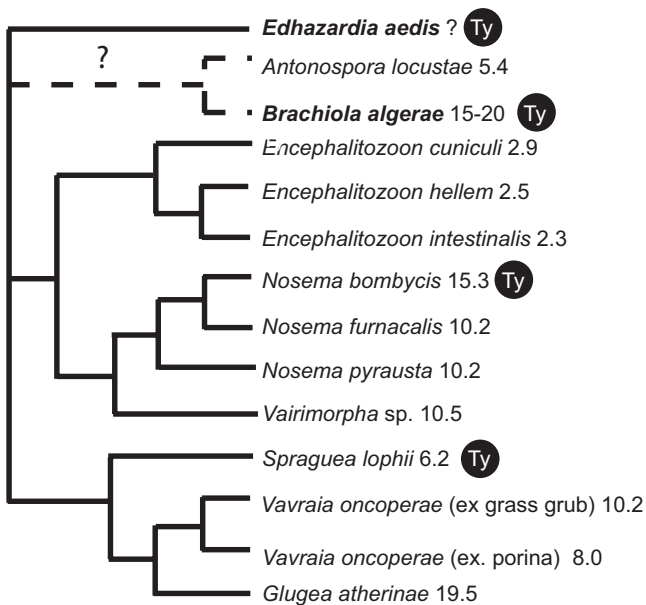 Edhazardia aedis ? Ty
?
Antonospora locustae 5.4
Brachiola algerae 15-20 Ty
Encephalitozoon cuniculi 2.9
Encephalitozoon hellem 2.5
Encephalitozoon intestinalis 2.3
Nosema bombycis 15.3 Ty
Nosema furnacalis 10.2
Nosema pyrausta 10.2
Vairimorpha sp. 10.5
Spraguea lophii 6.2 Ty
Vavraia oncoperae (ex grass grub) 10.2
Vavraia oncoperae (ex. porina) 8.0
Glugea atherinae 19.5